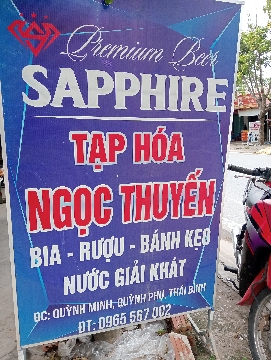 Premium Beer
SAPPHIRE
TẠP HÓA
NGỌC THUYẾN
BIA - RƯỢU - BÁNH KẸO
NƯỚC GIẢI KHÁT
ĐC: QUỲNH MINH, QUỲNH PHỤ, THÁI BÌNH
ĐT: 0965 567 002